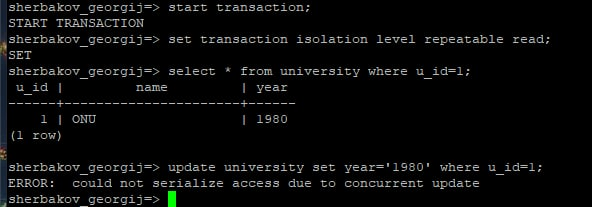 sherbakov_georgij=> start transaction;
START TRANSACTION
sherbakov_georgij=> set transaction isolation level repeatable read;
SET
sherbakov_georgij=> select * from university where u_id=1;
 u_id |         name         | year
------+----------------------+------
    1 | ONU                  | 1980
(1 row)
sherbakov_georgij=> update university set year='1980' where u_id=1;
ERROR:  could not serialize access due to concurrent update
sherbakov_georgij=>